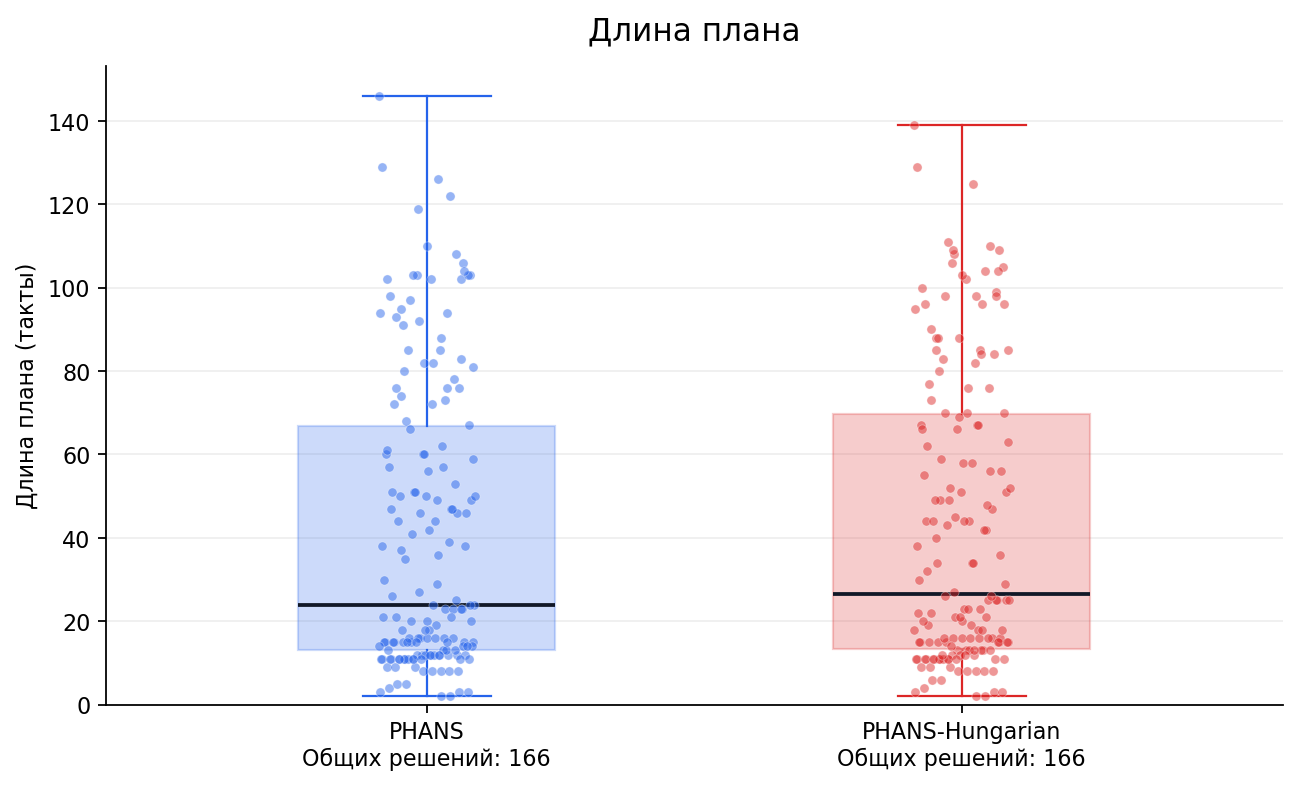 Длина плана
Длина плана (такты)
140
120
100
80
60
40
20
0
PHANS
Общих решений: 166
PHANS-Hungarian
Общих решений: 166